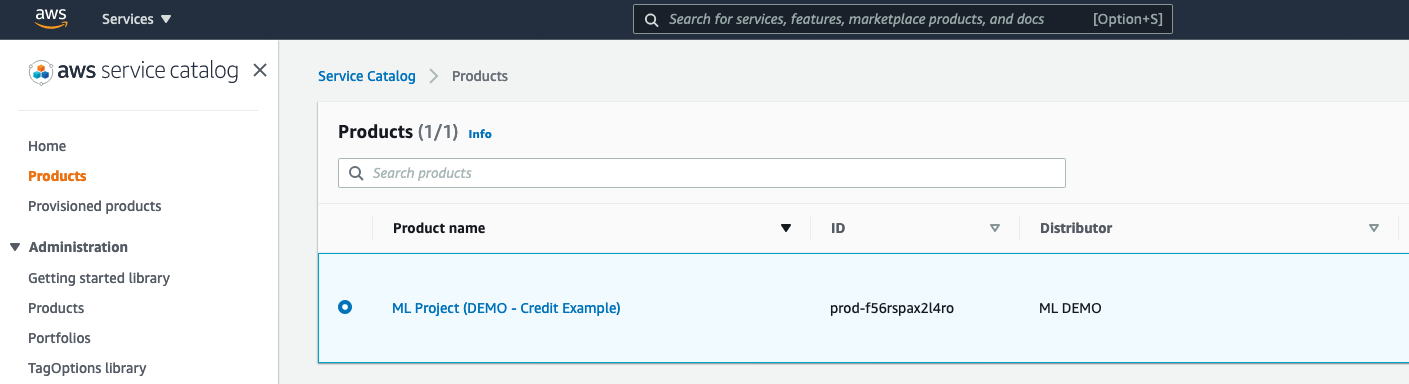 aws
Services ▼
Search for services, features, marketplace products, and docs [Option+S]
aws service catalog
Home
Products
Provisioned products
Administration
Getting started library
Products
Portfolios
TagOptions library
Service Catalog > Products
Products (1/1) Info
Search products
Product name ID Distributor
ML Project (DEMO - Credit Example) prod-f56rspax2l4ro ML DEMO